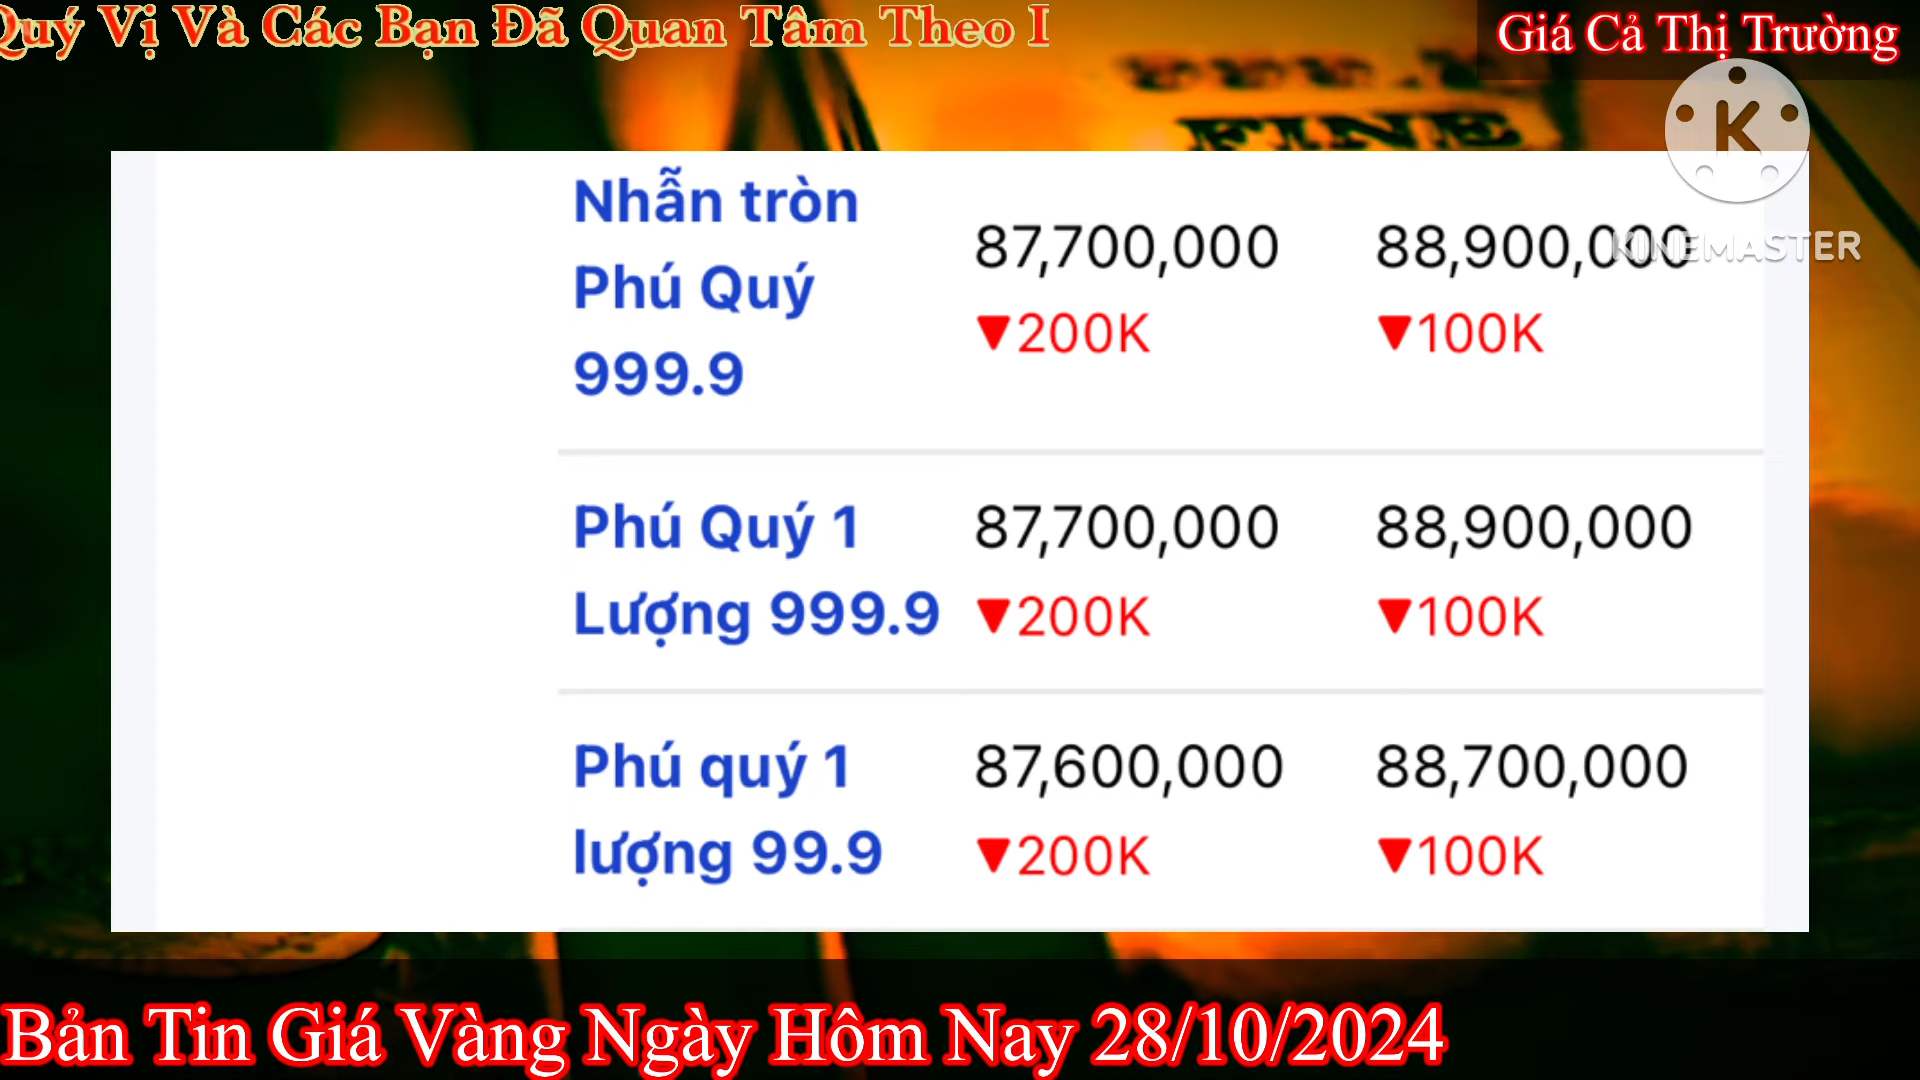 Quý Vị Và Các Bạn Đã Quan Tâm Theo
Giá Cả Thị Trường
FINE
K
KINEMASTER
Nhẫn tròn
Phú Quý
999.9
87,700,000
88,900,000
▼200K
▼100K
Phú Quý 1
Lượng 999.9
87,700,000
88,900,000
▼200K
▼100K
Phú quý 1
lượng 99.9
87,600,000
88,700,000
▼200K
▼100K
Bản Tin Giá Vàng Ngày Hôm Nay 28/10/2024